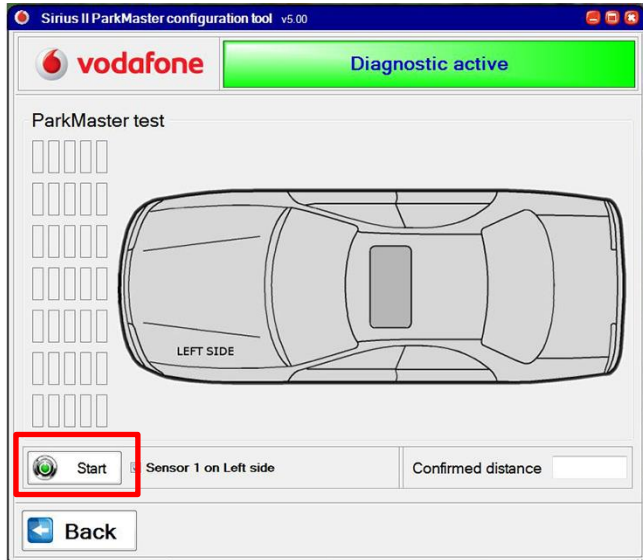 Sirius II ParkMaster configuration tool v5.00
vodafone
Diagnostic active
ParkMaster test
LEFT SIDE
Start
Sensor 1 on Left side
Confirmed distance
Back